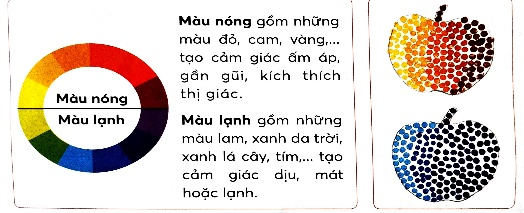 Màu nóng
Màu lạnh
Màu nóng gồm những
màu đỏ, cam, vàng,...
tạo cảm giác ấm áp,
gần gũi, kích thích
thị giác.
Màu lạnh gồm những
màu lam, xanh da trời,
xanh lá cây, tím,... tạo
cảm giác dịu, mát
hoặc lạnh.